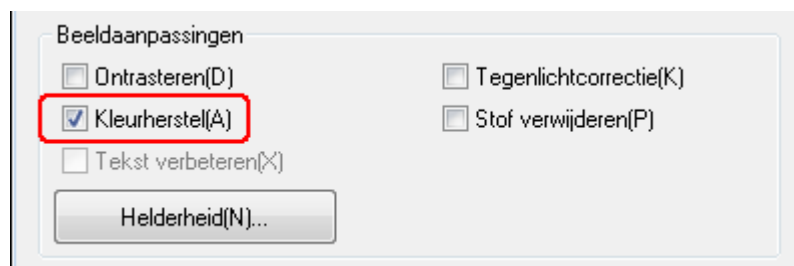 Beeldaanpassingen
Ontrasteren(D)
Tegenlichtcorrectie(K)
Kleurherstel(A)
Stof verwijderen(P)
Tekst verbeteren(X)
Helderheid(N)...